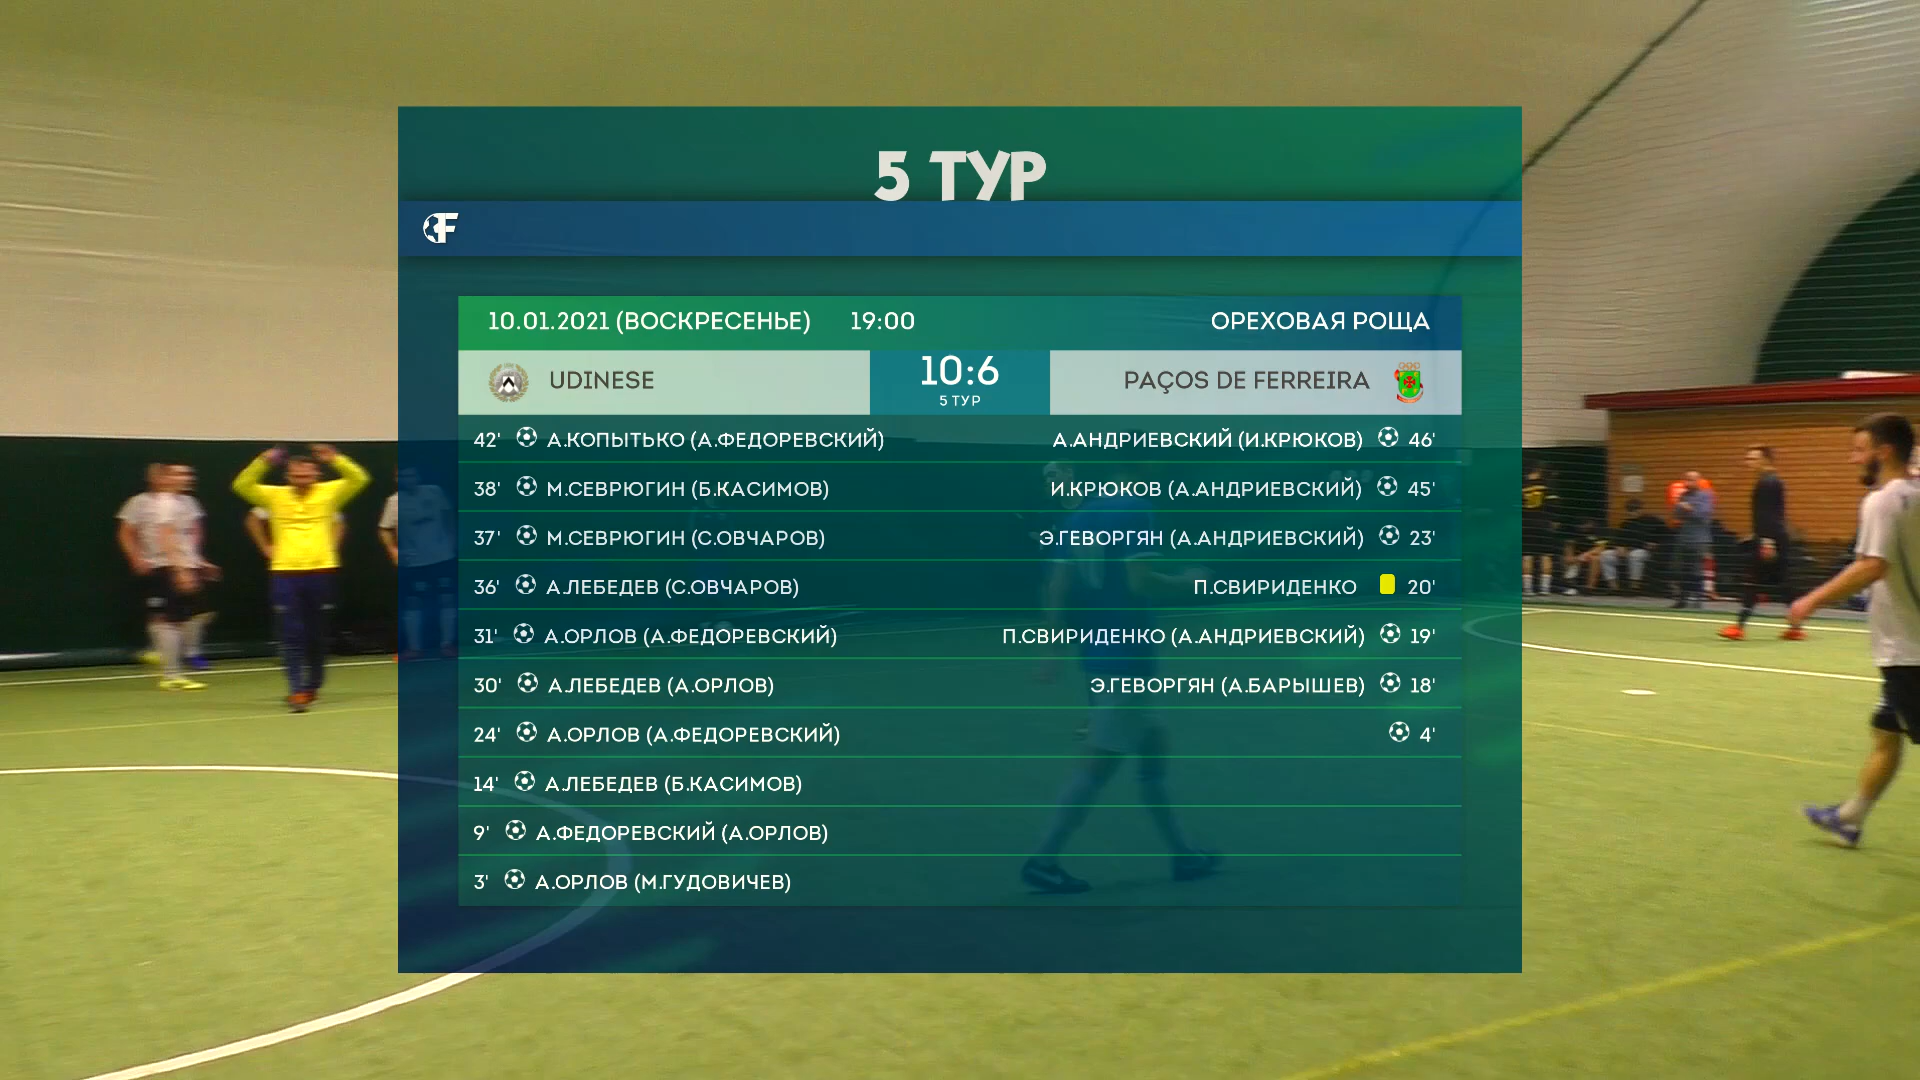 5 ТУР
F
10.01.2021 (ВОСКРЕСЕНЬЕ) 19:00 ОРЕХОВАЯ РОЩА
UDINESE 10:6 PAÇOS DE FERREIRA
5 ТУР
42' А.КОПЫТЬКО (А.ФЕДОРЕВСКИЙ) А.АНДРИЕВСКИЙ (И.КРЮКОВ) 46'
38' М.СЕВРЮГИН (Б.КАСИМОВ) И.КРЮКОВ (А.АНДРИЕВСКИЙ) 45'
37' М.СЕВРЮГИН (С.ОВЧАРОВ) Э.ГЕВОРГЯН (А.АНДРИЕВСКИЙ) 23'
36' А.ЛЕБЕДЕВ (С.ОВЧАРОВ) П.СВИРИДЕНКО 20'
31' А.ОРЛОВ (А.ФЕДОРЕВСКИЙ) П.СВИРИДЕНКО (А.АНДРИЕВСКИЙ) 19'
30' А.ЛЕБЕДЕВ (А.ОРЛОВ) Э.ГЕВОРГЯН (А.БАРЫШЕВ) 18'
24' А.ОРЛОВ (А.ФЕДОРЕВСКИЙ) 4'
14' А.ЛЕБЕДЕВ (Б.КАСИМОВ)
9' А.ФЕДОРЕВСКИЙ (А.ОРЛОВ)
3' А.ОРЛОВ (М.ГУДОВИЧЕВ)